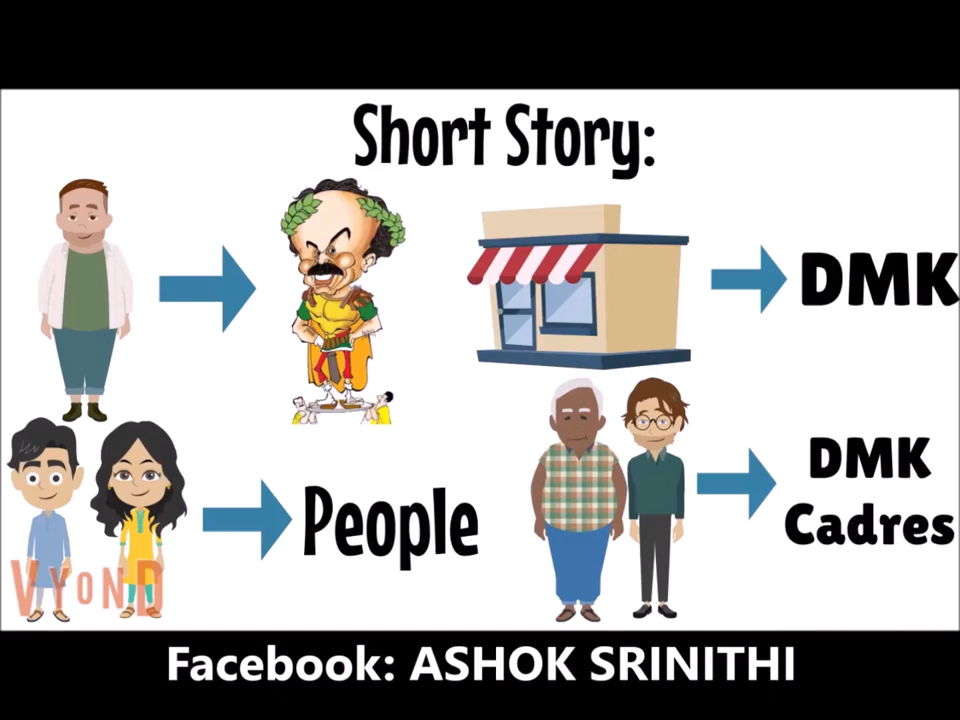 Short Story:
DMK
People
DMK
Cadres
VYOND
Facebook: ASHOK SRINITHI